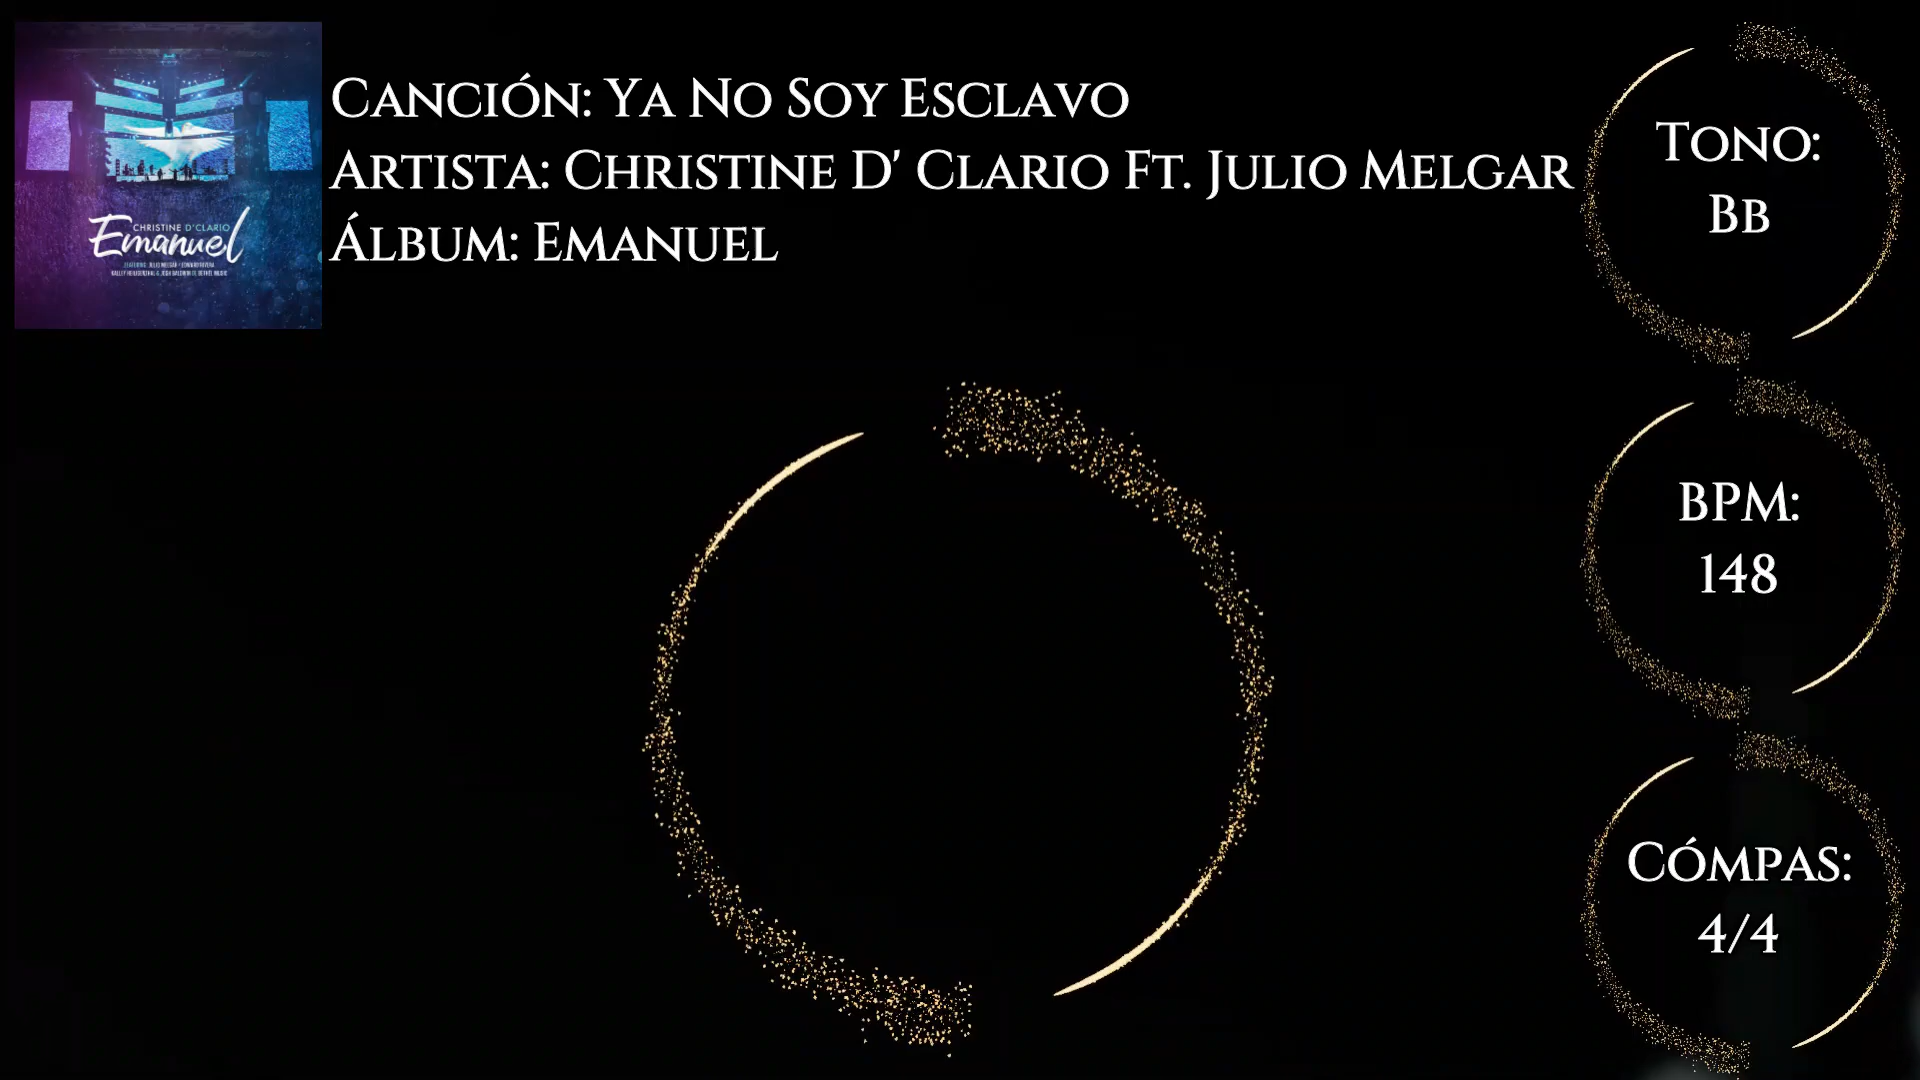 CHRISTINE D'CLARIO
Emanuel
Canción: Ya No Soy Esclavo
Artista: Christine D' Clario Ft. Julio Melgar
Álbum: Emanuel
Tono:
Bb
BPM:
148
Cómpas:
4/4